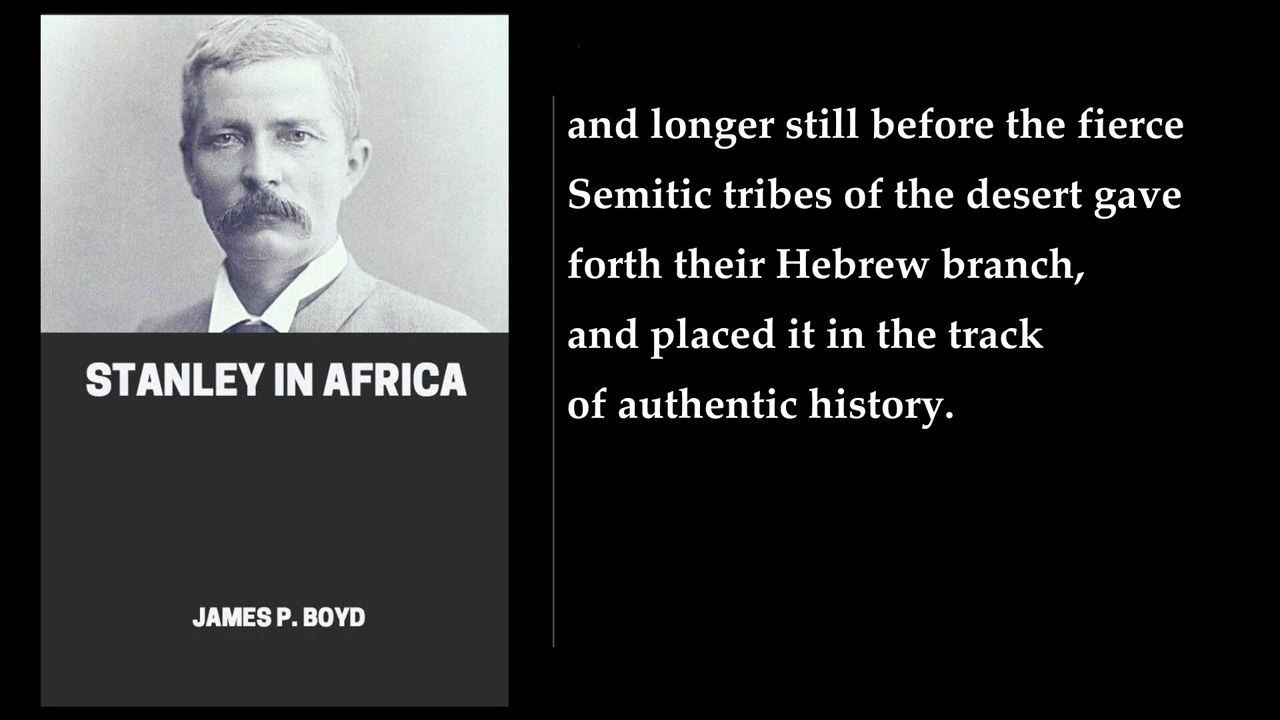 STANLEY IN AFRICA
JAMES P. BOYD
and longer still before the fierce
Semitic tribes of the desert gave
forth their Hebrew branch,
and placed it in the track
of authentic history.